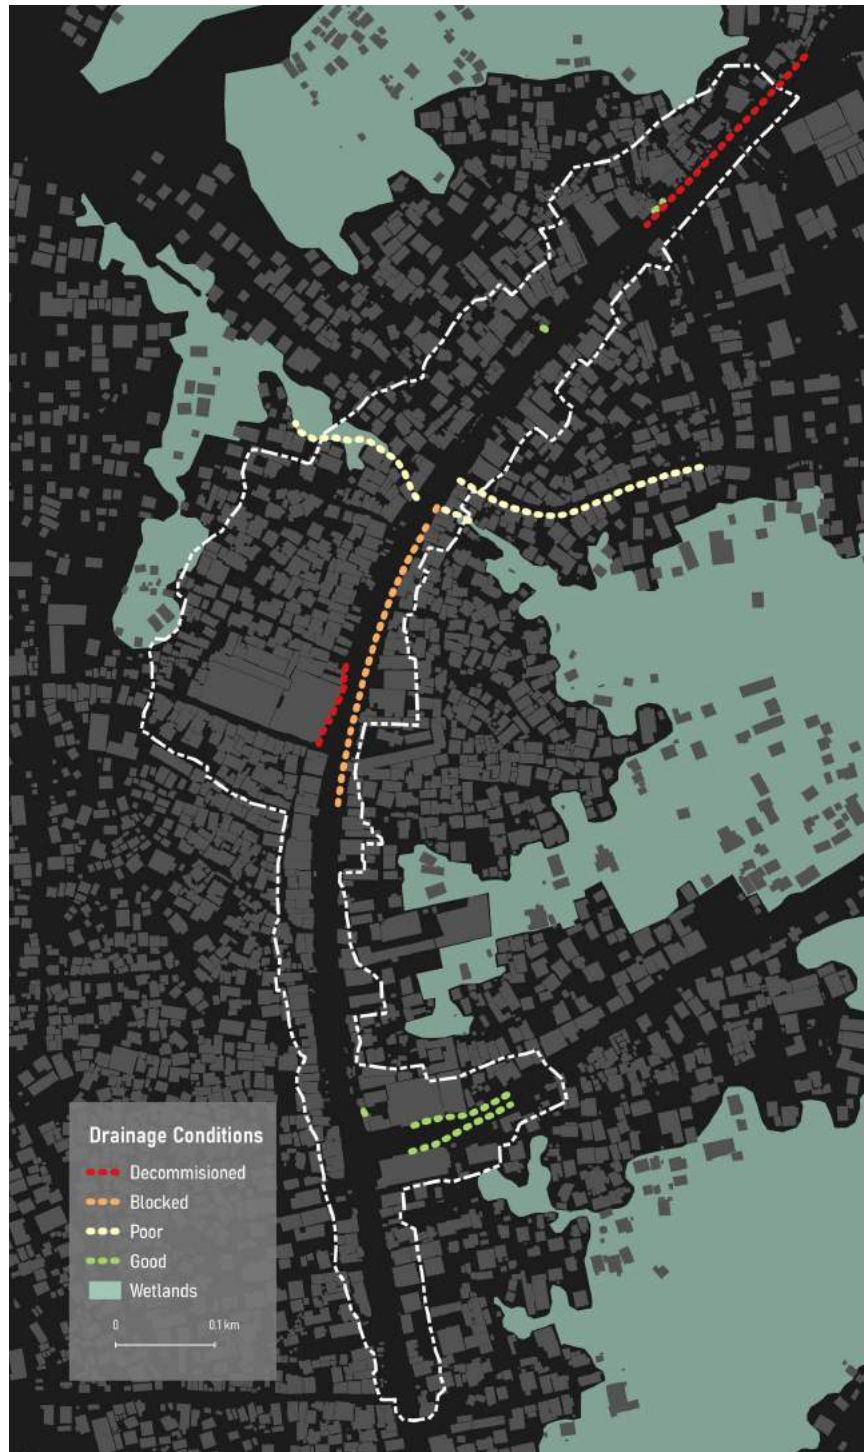 Drainage Conditions
Decommisioned
Blocked
Poor
Good
Wetlands
0 0.1 km